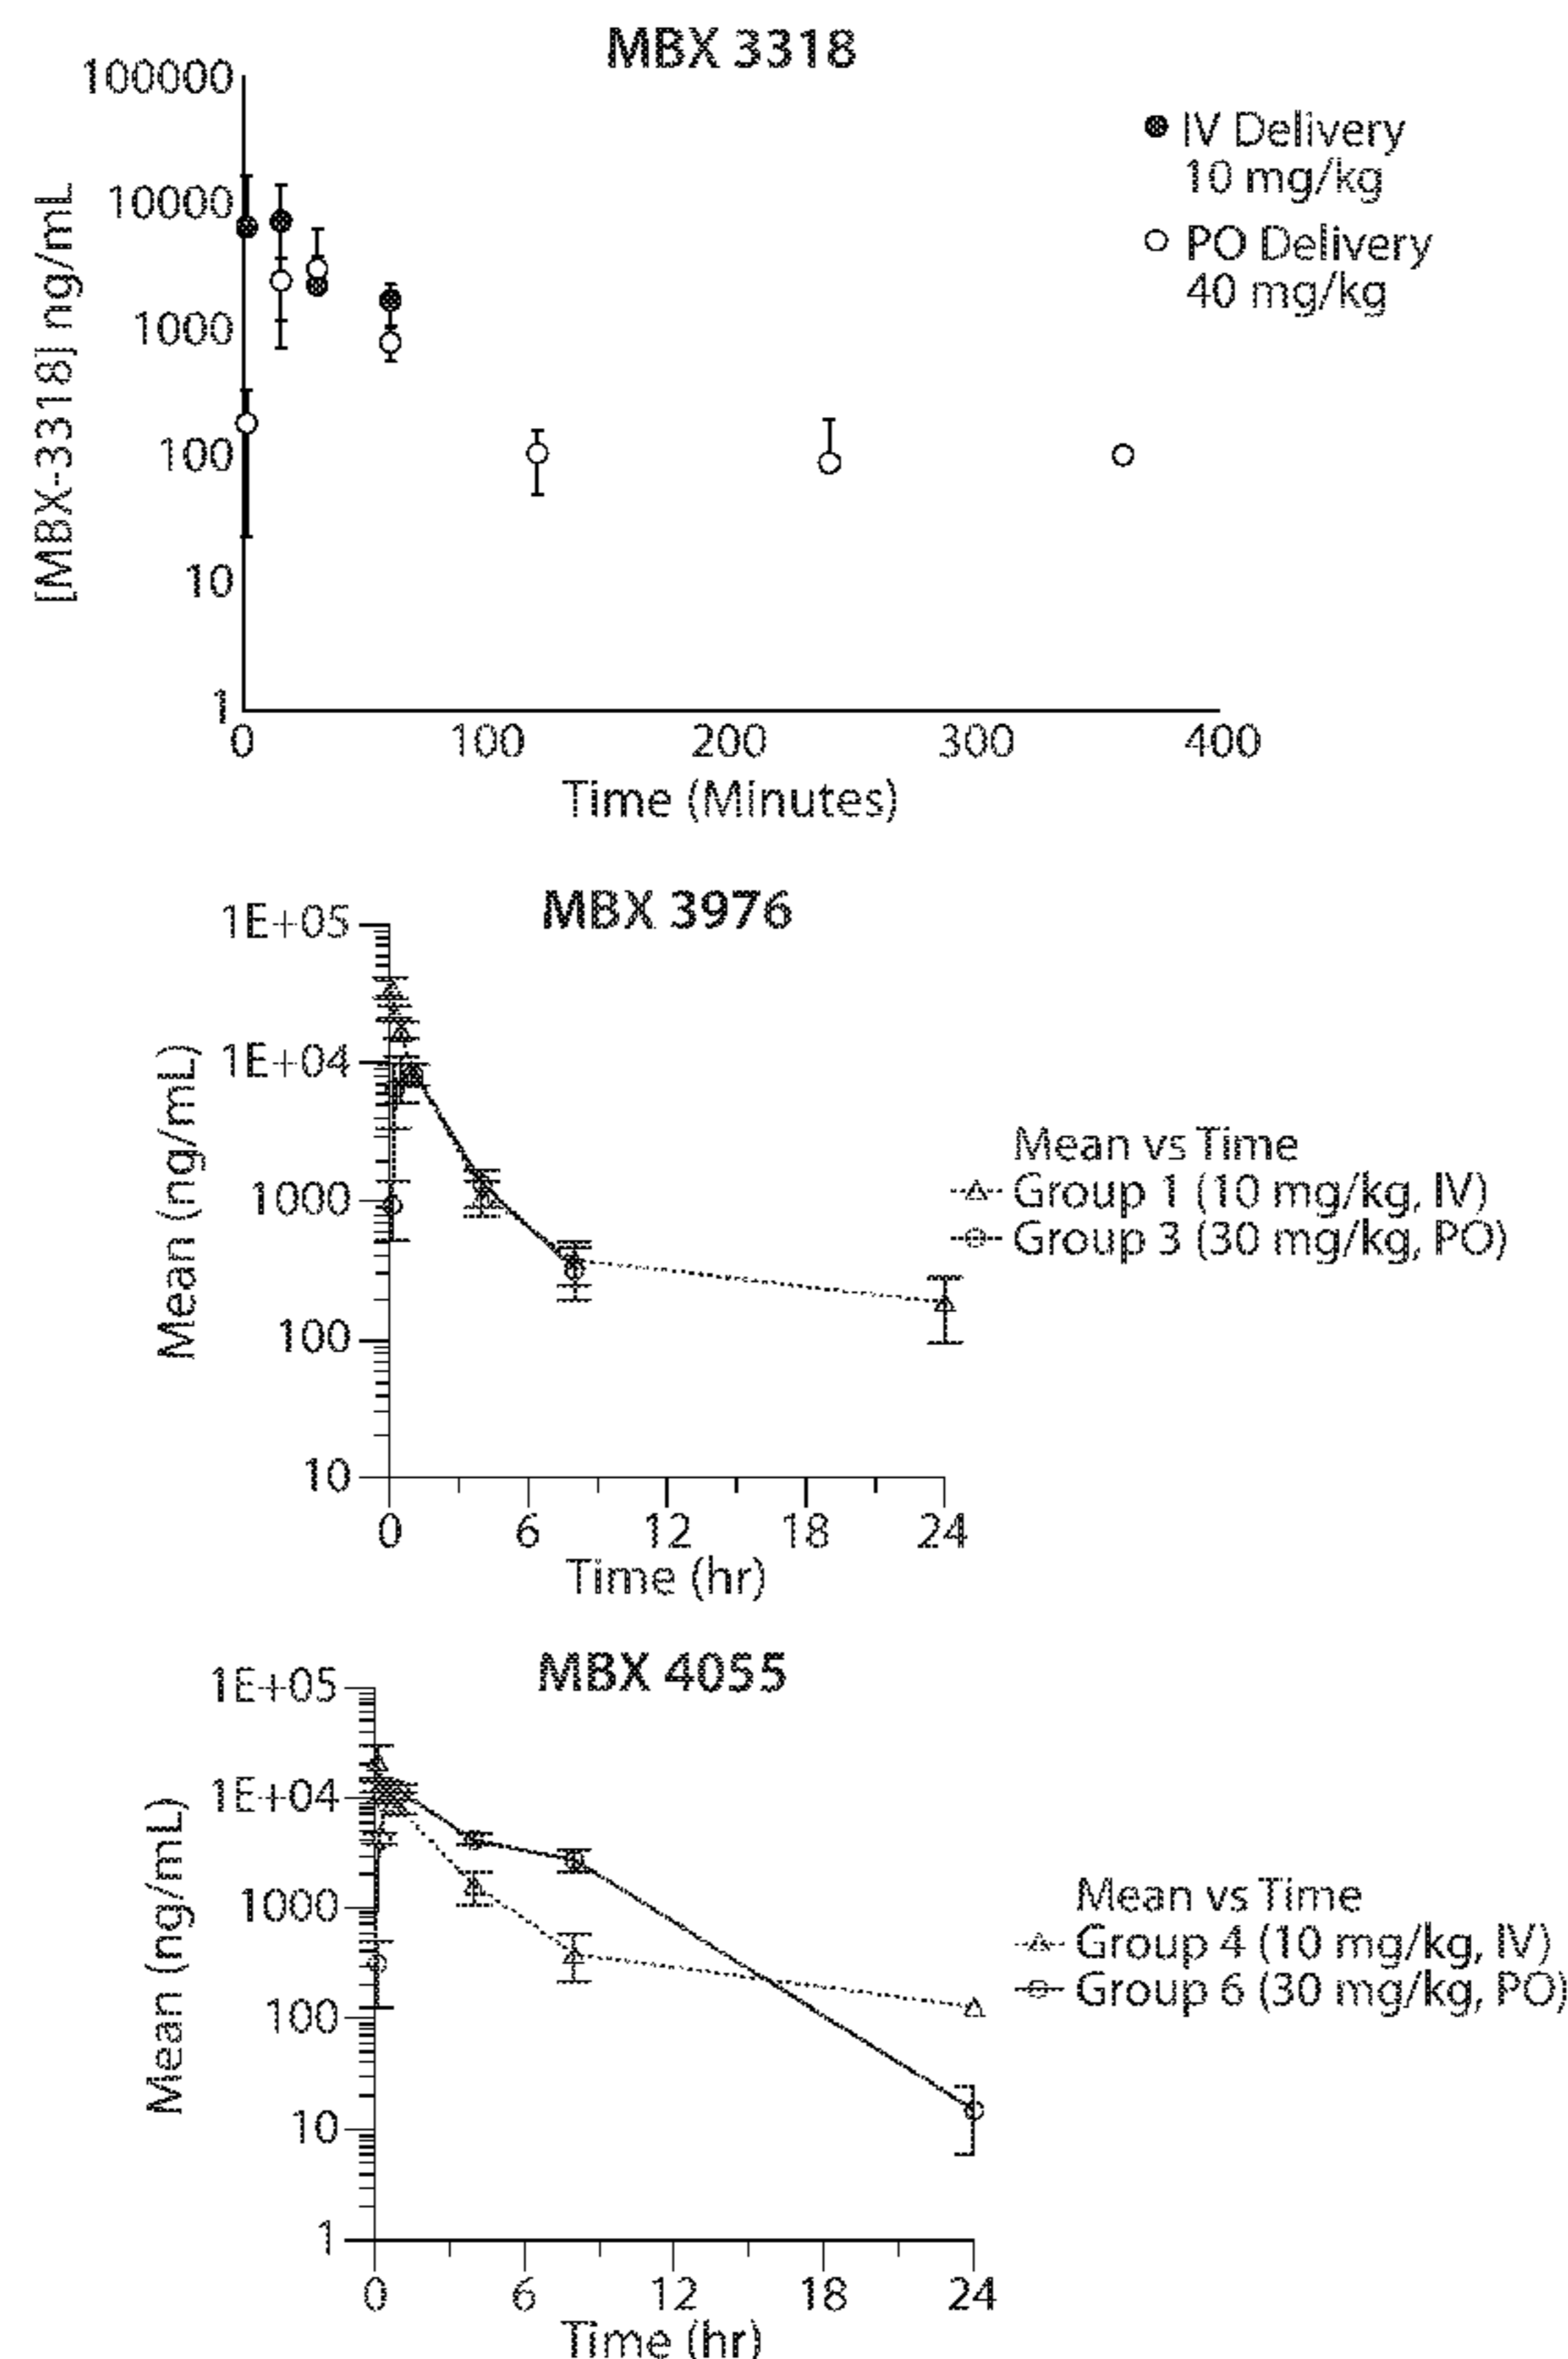 MBX 3318
100000
10000
1000
100
10
1
[MBX-3318] ng/mL
IV Delivery
10 mg/kg
PO Delivery
40 mg/kg
0 100 200 300 400
Time (Minutes)
MBX 3976
1E+05
1E+04
1000
100
10
Mean (ng/mL)
Mean vs Time
Group 1 (10 mg/kg, IV)
Group 3 (30 mg/kg, PO)
0 6 12 18 24
Time (hr)
MBX 4055
1E+05
1E+04
1000
100
10
1
Mean (ng/mL)
Mean vs Time
Group 4 (10 mg/kg, IV)
Group 6 (30 mg/kg, PO)
0 6 12 18 24
Time (hr)